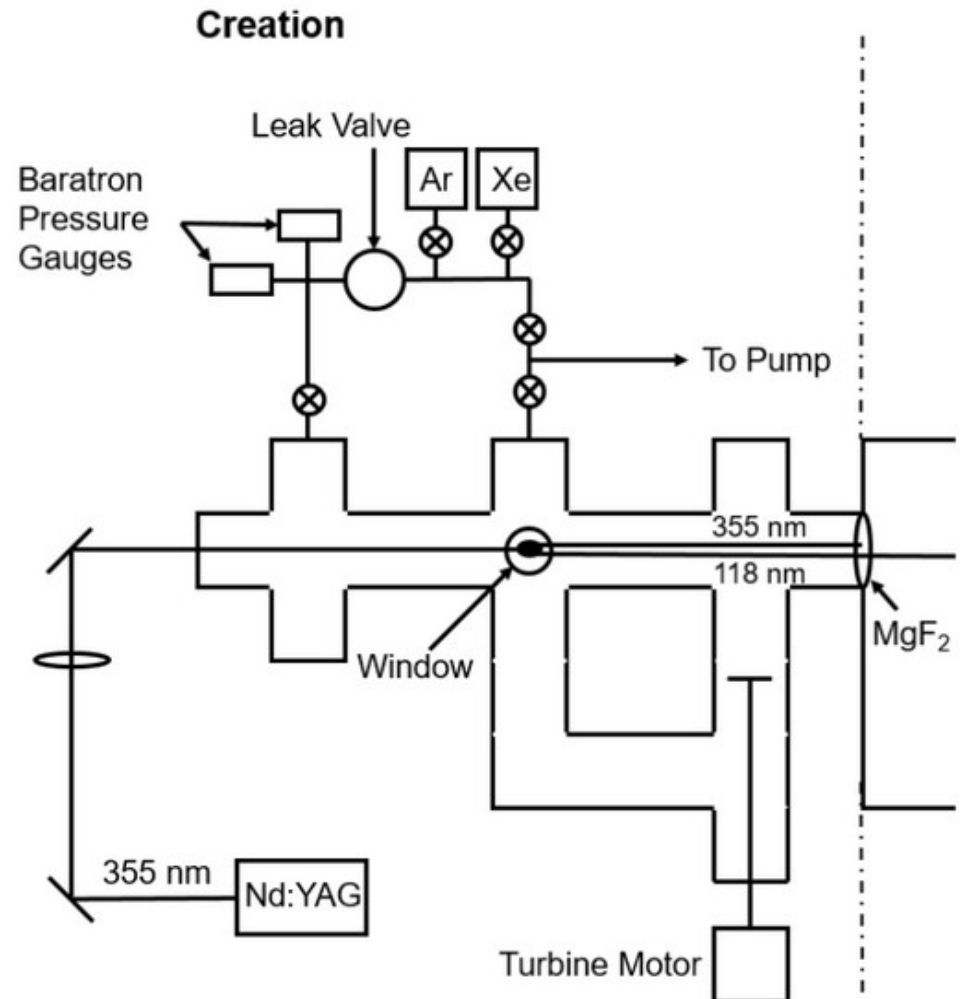 Creation
Leak Valve
Baratron
Pressure
Gauges
Ar
Xe
To Pump
355 nm
118 nm
MgF₂
Window
355 nm
Nd:YAG
Turbine Motor